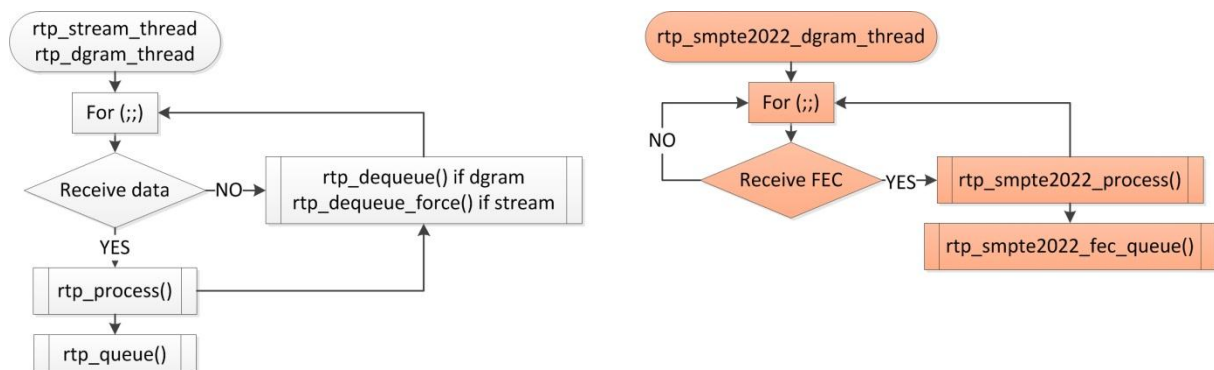 rtp_stream_thread
rtp_dgram_thread
For (;;)
Receive data
NO
rtp_dequeue() if dgram
rtp_dequeue_force() if stream
YES
rtp_process()
rtp_queue()
rtp_smpte2022_dgram_thread
For (;;)
NO
Receive FEC
YES
rtp_smpte2022_process()
rtp_smpte2022_fec_queue()